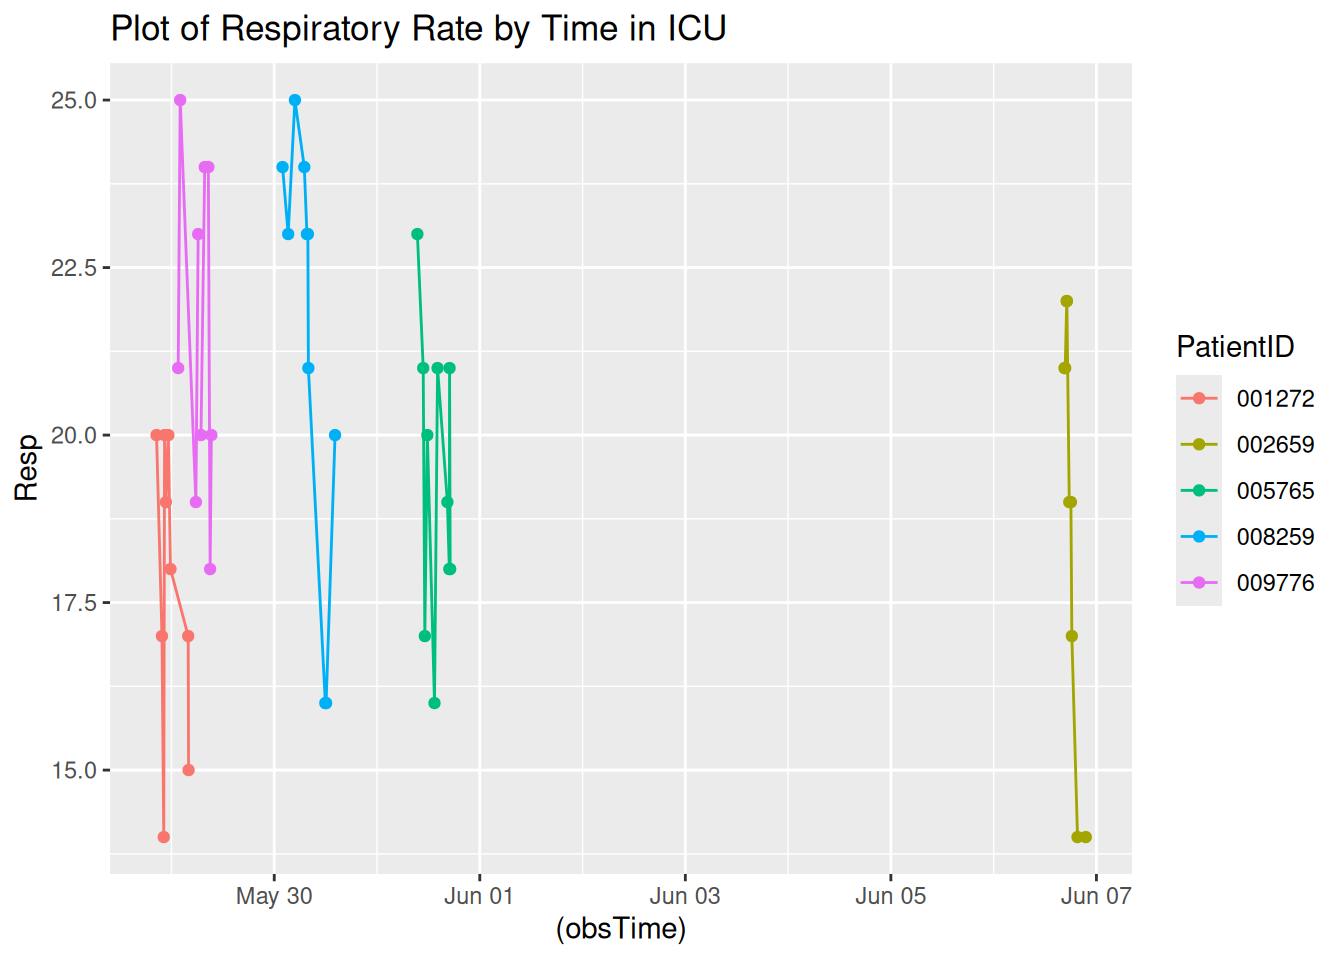 Plot of Respiratory Rate by Time in ICU
25.0
22.5
20.0
17.5
15.0
Resp
May 30 Jun 01 Jun 03 Jun 05 Jun 07
(obsTime)
PatientID
001272
002659
005765
008259
009776